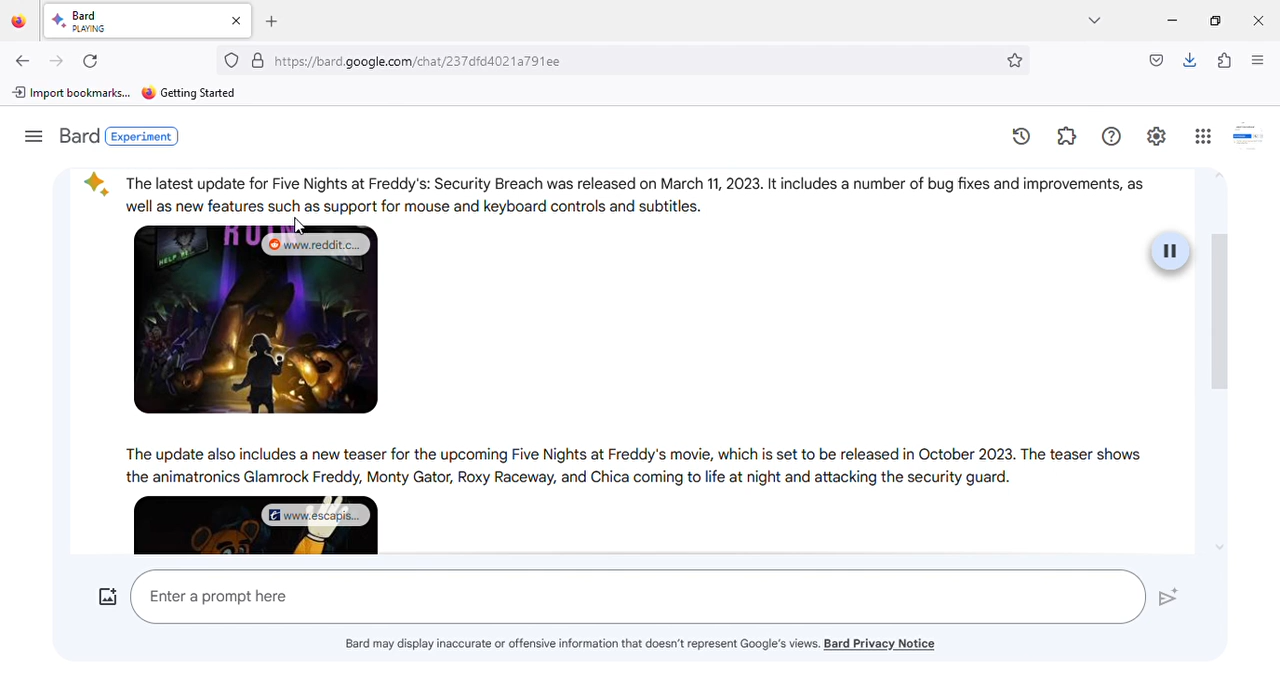 Bard
PLAYING
https://bard.google.com/chat/237dfd4021a791ee
Import bookmarks... Getting Started
Bard Experiment
The latest update for Five Nights at Freddy's: Security Breach was released on March 11, 2023. It includes a number of bug fixes and improvements, as
well as new features such as support for mouse and keyboard controls and subtitles.
RUIN
www.reddit.c...
HELP ME
The update also includes a new teaser for the upcoming Five Nights at Freddy's movie, which is set to be released in October 2023. The teaser shows
the animatronics Glamrock Freddy, Monty Gator, Roxy Raceway, and Chica coming to life at night and attacking the security guard.
www.escapis...
Enter a prompt here
Bard may display inaccurate or offensive information that doesn't represent Google's views. Bard Privacy Notice